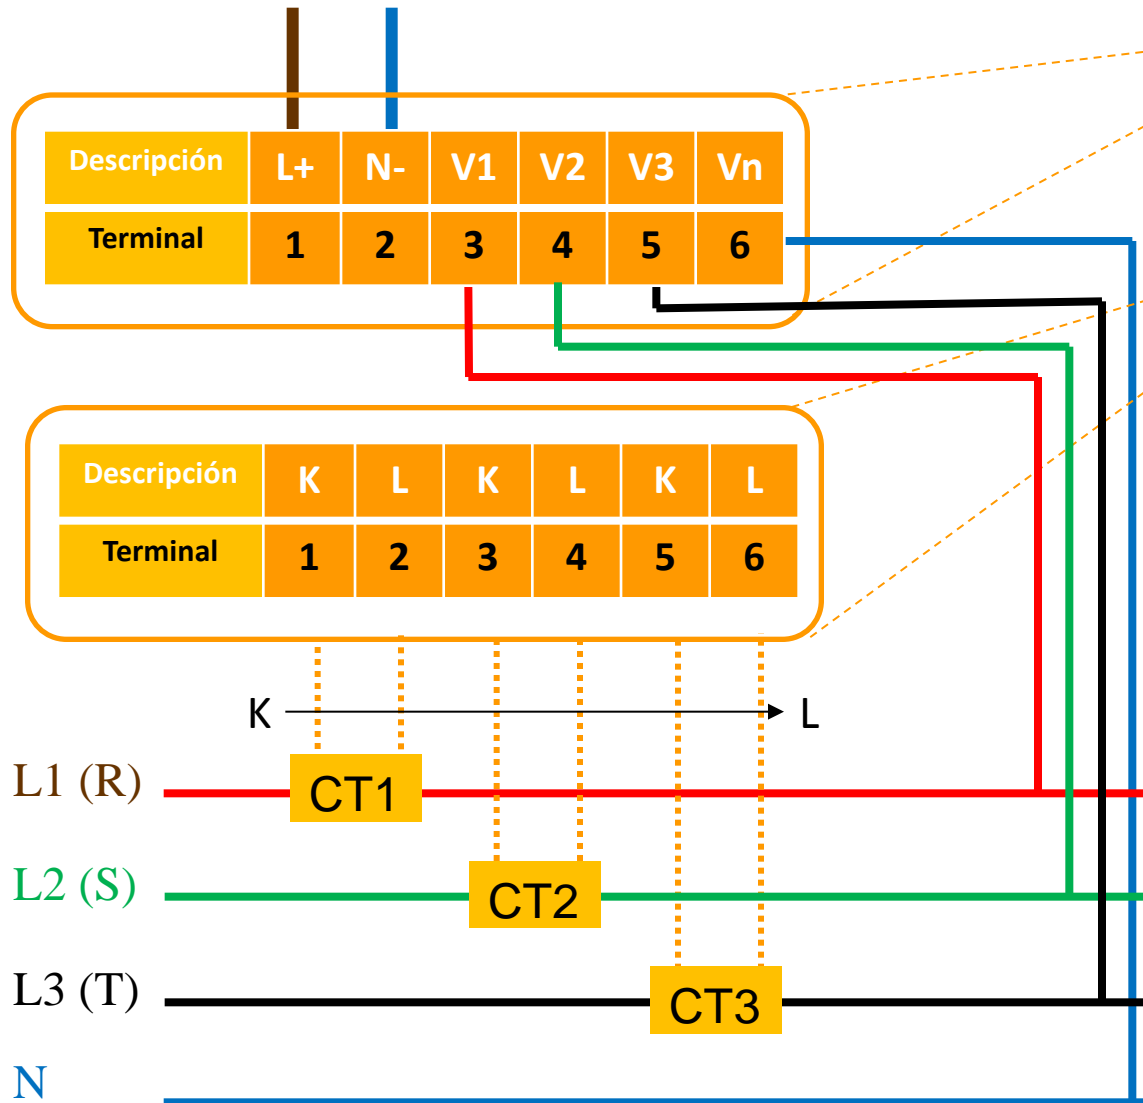 Descripción L+ N- V1 V2 V3 Vn
Terminal 1 2 3 4 5 6
Descripción K L K L K L
Terminal 1 2 3 4 5 6
K L
L1 (R) CT1
L2 (S) CT2
L3 (T) CT3
N